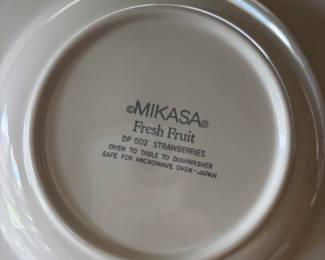 ©MIKASA®
Fresh Fruit
DP 002 STRAWBERRIES
OVEN TO TABLE TO DISHWASHER
SAFE FOR MICROWAVE OVEN-JAPAN